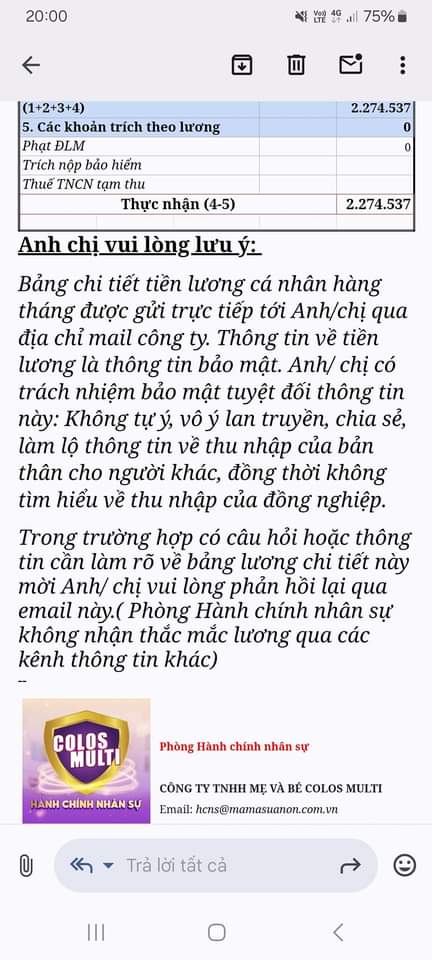 20:00
Vo) 4G
LTE
75%
(1+2+3+4) 2.274.537
5. Các khoản trích theo lương 0
Phạt ĐLM 0
Trích nộp bảo hiểm
Thuế TNCN tạm thu
Thực nhận (4-5) 2.274.537
Anh chị vui lòng lưu ý:
Bảng chi tiết tiền lương cá nhân hàng
tháng được gửi trực tiếp tới Anh/chị qua
địa chỉ mail công ty. Thông tin về tiền
lương là thông tin bảo mật. Anh/ chị có
trách nhiệm bảo mật tuyệt đối thông tin
này: Không tự ý, vô ý lan truyền, chia sẻ,
làm lộ thông tin về thu nhập của bản
thân cho người khác, đồng thời không
tìm hiểu về thu nhập của đồng nghiệp.
Trong trường hợp có câu hỏi hoặc thông
tin cần làm rõ về bảng lương chi tiết này
mời Anh/ chị vui lòng phản hồi lại qua
email này.( Phòng Hành chính nhân sự
không nhận thắc mắc lương qua các
kênh thông tin khác)
--
COLOS
MULTI
HÀNH CHÍNH NHÂN SỰ
Phòng Hành chính nhân sự
CÔNG TY TNHH MẸ VÀ BÉ COLOS MULTI
Email: hcns@mamasuanon.com.vn
Trả lời tất cả